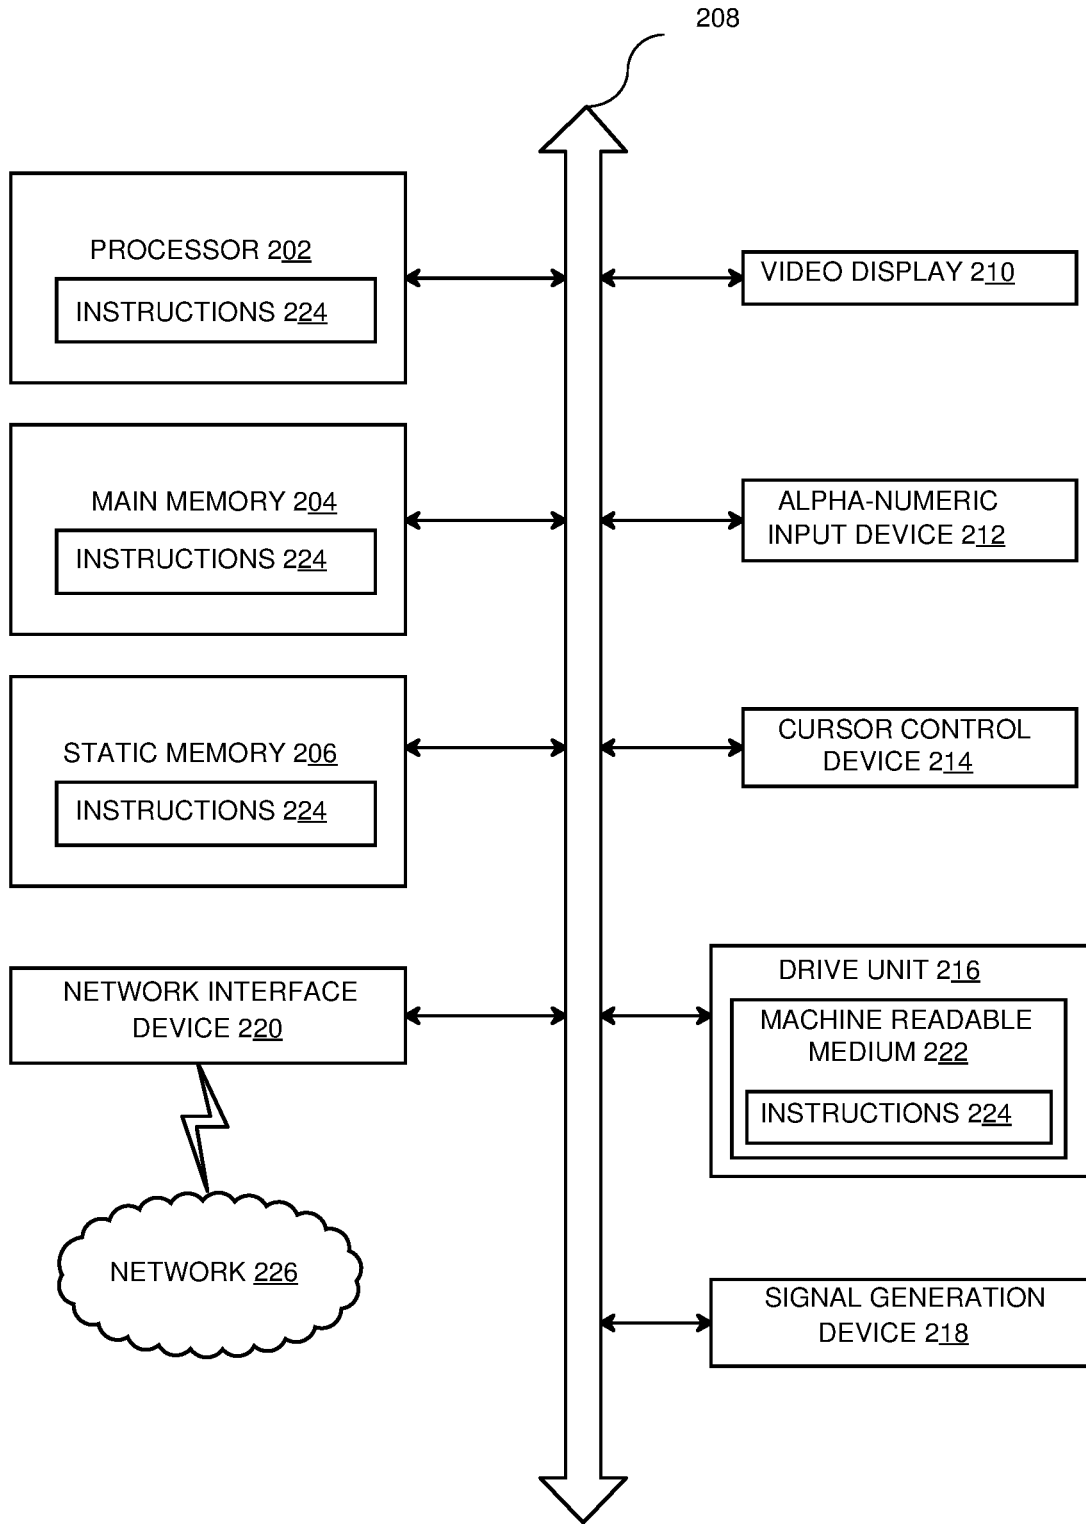 208
PROCESSOR 202
INSTRUCTIONS 224
VIDEO DISPLAY 210
MAIN MEMORY 204
INSTRUCTIONS 224
ALPHA-NUMERIC
INPUT DEVICE 212
STATIC MEMORY 206
INSTRUCTIONS 224
CURSOR CONTROL
DEVICE 214
NETWORK INTERFACE
DEVICE 220
DRIVE UNIT 216
MACHINE READABLE
MEDIUM 222
INSTRUCTIONS 224
NETWORK 226
SIGNAL GENERATION
DEVICE 218